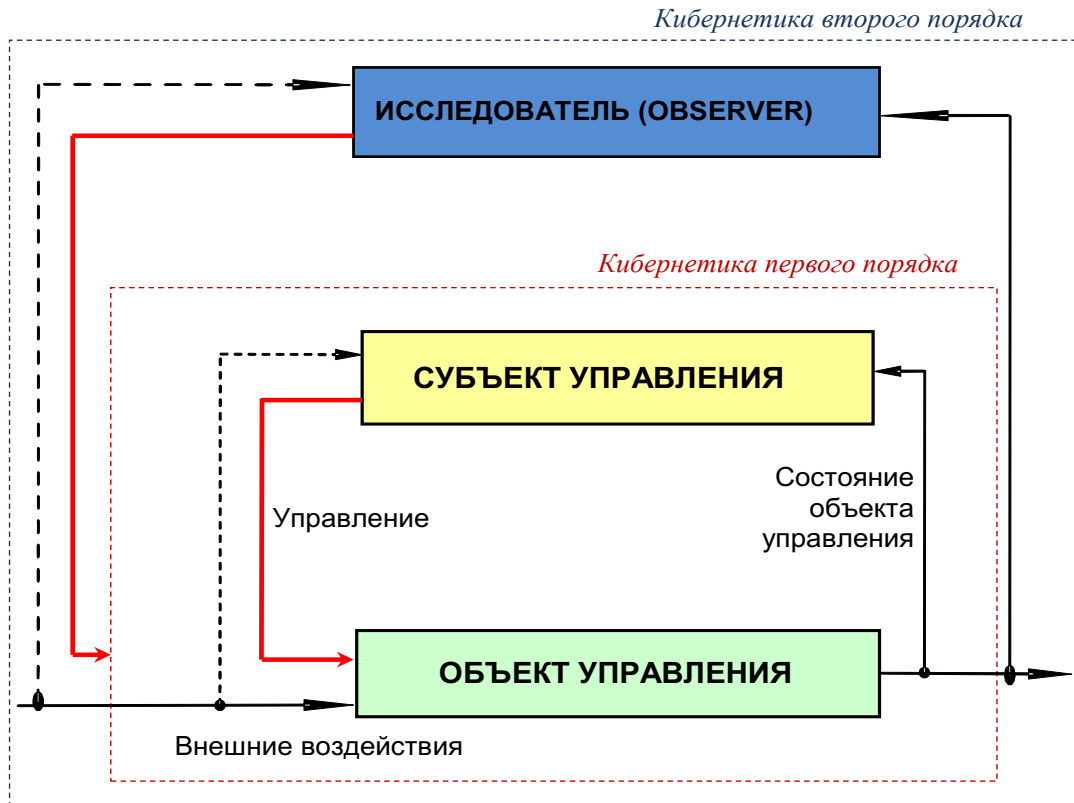 Кибернетика второго порядка
ИССЛЕДОВАТЕЛЬ (OBSERVER)
Кибернетика первого порядка
СУБЪЕКТ УПРАВЛЕНИЯ
Управление
Состояние
объекта
управления
ОБЪЕКТ УПРАВЛЕНИЯ
Внешние воздействия